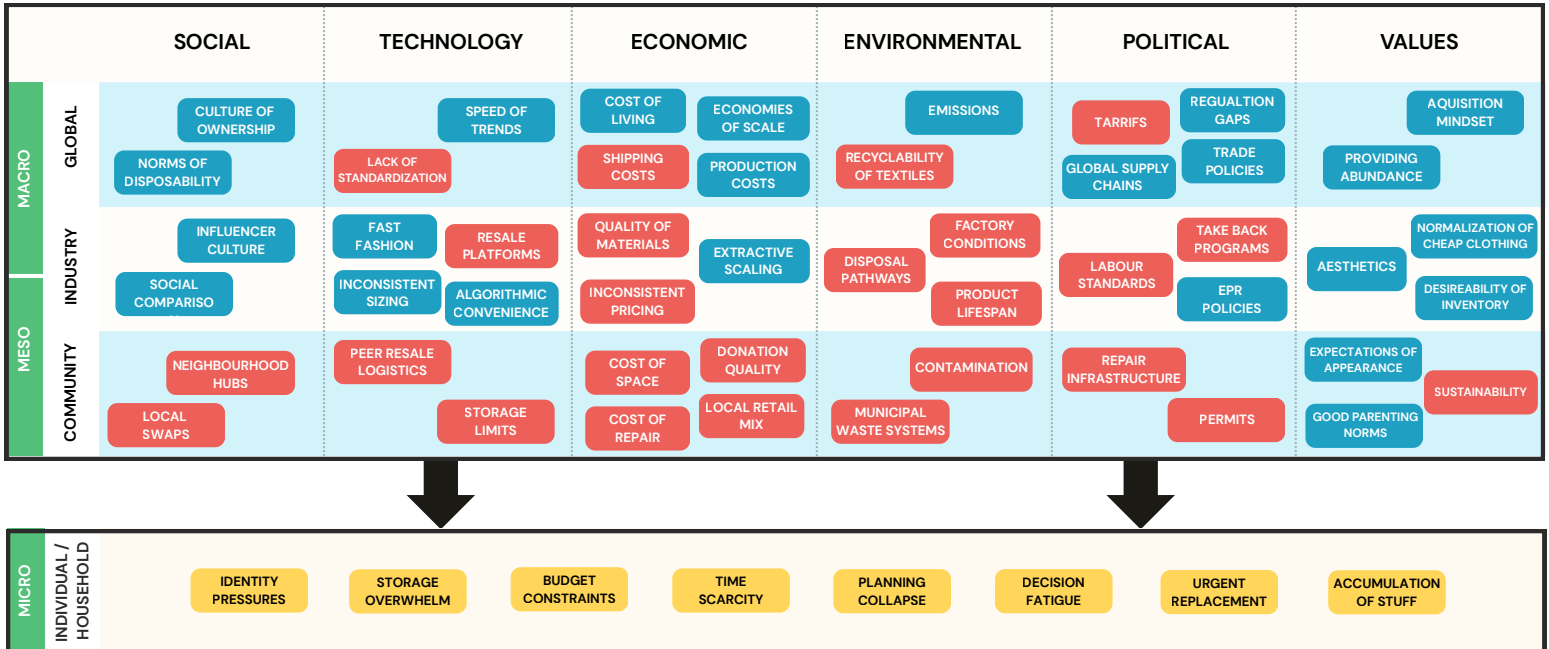 SOCIAL
TECHNOLOGY
ECONOMIC
ENVIRONMENTAL
POLITICAL
VALUES
MACRO
GLOBAL
CULTURE OF
OWNERSHIP
NORMS OF
DISPOSABILITY
SPEED OF
TRENDS
LACK OF
STANDARDIZATION
COST OF
LIVING
ECONOMIES
OF SCALE
SHIPPING
COSTS
PRODUCTION
COSTS
EMISSIONS
RECYCLABILITY
OF TEXTILES
TARRIFS
REGUALTION
GAPS
GLOBAL SUPPLY
CHAINS
TRADE
POLICIES
AQUISITION
MINDSET
PROVIDING
ABUNDANCE
INDUSTRY
INFLUENCER
CULTURE
SOCIAL
COMPARISO
FAST
FASHION
RESALE
PLATFORMS
INCONSISTENT
SIZING
ALGORITHMIC
CONVENIENCE
QUALITY OF
MATERIALS
EXTRACTIVE
SCALING
INCONSISTENT
PRICING
FACTORY
CONDITIONS
DISPOSAL
PATHWAYS
PRODUCT
LIFESPAN
TAKE BACK
PROGRAMS
LABOUR
STANDARDS
EPR
POLICIES
NORMALIZATION OF
CHEAP CLOTHING
AESTHETICS
DESIREABILITY OF
INVENTORY
MESO
COMMUNITY
NEIGHBOURHOOD
HUBS
LOCAL
SWAPS
PEER RESALE
LOGISTICS
STORAGE
LIMITS
COST OF
SPACE
DONATION
QUALITY
COST OF
REPAIR
LOCAL RETAIL
MIX
CONTAMINATION
MUNICIPAL
WASTE SYSTEMS
REPAIR
INFRASTRUCTURE
PERMITS
EXPECTATIONS OF
APPEARANCE
SUSTAINABILITY
GOOD PARENTING
NORMS
MICRO
INDIVIDUAL /
HOUSEHOLD
IDENTITY
PRESSURES
STORAGE
OVERWHELM
BUDGET
CONSTRAINTS
TIME
SCARCITY
PLANNING
COLLAPSE
DECISION
FATIGUE
URGENT
REPLACEMENT
ACCUMULATION
OF STUFF